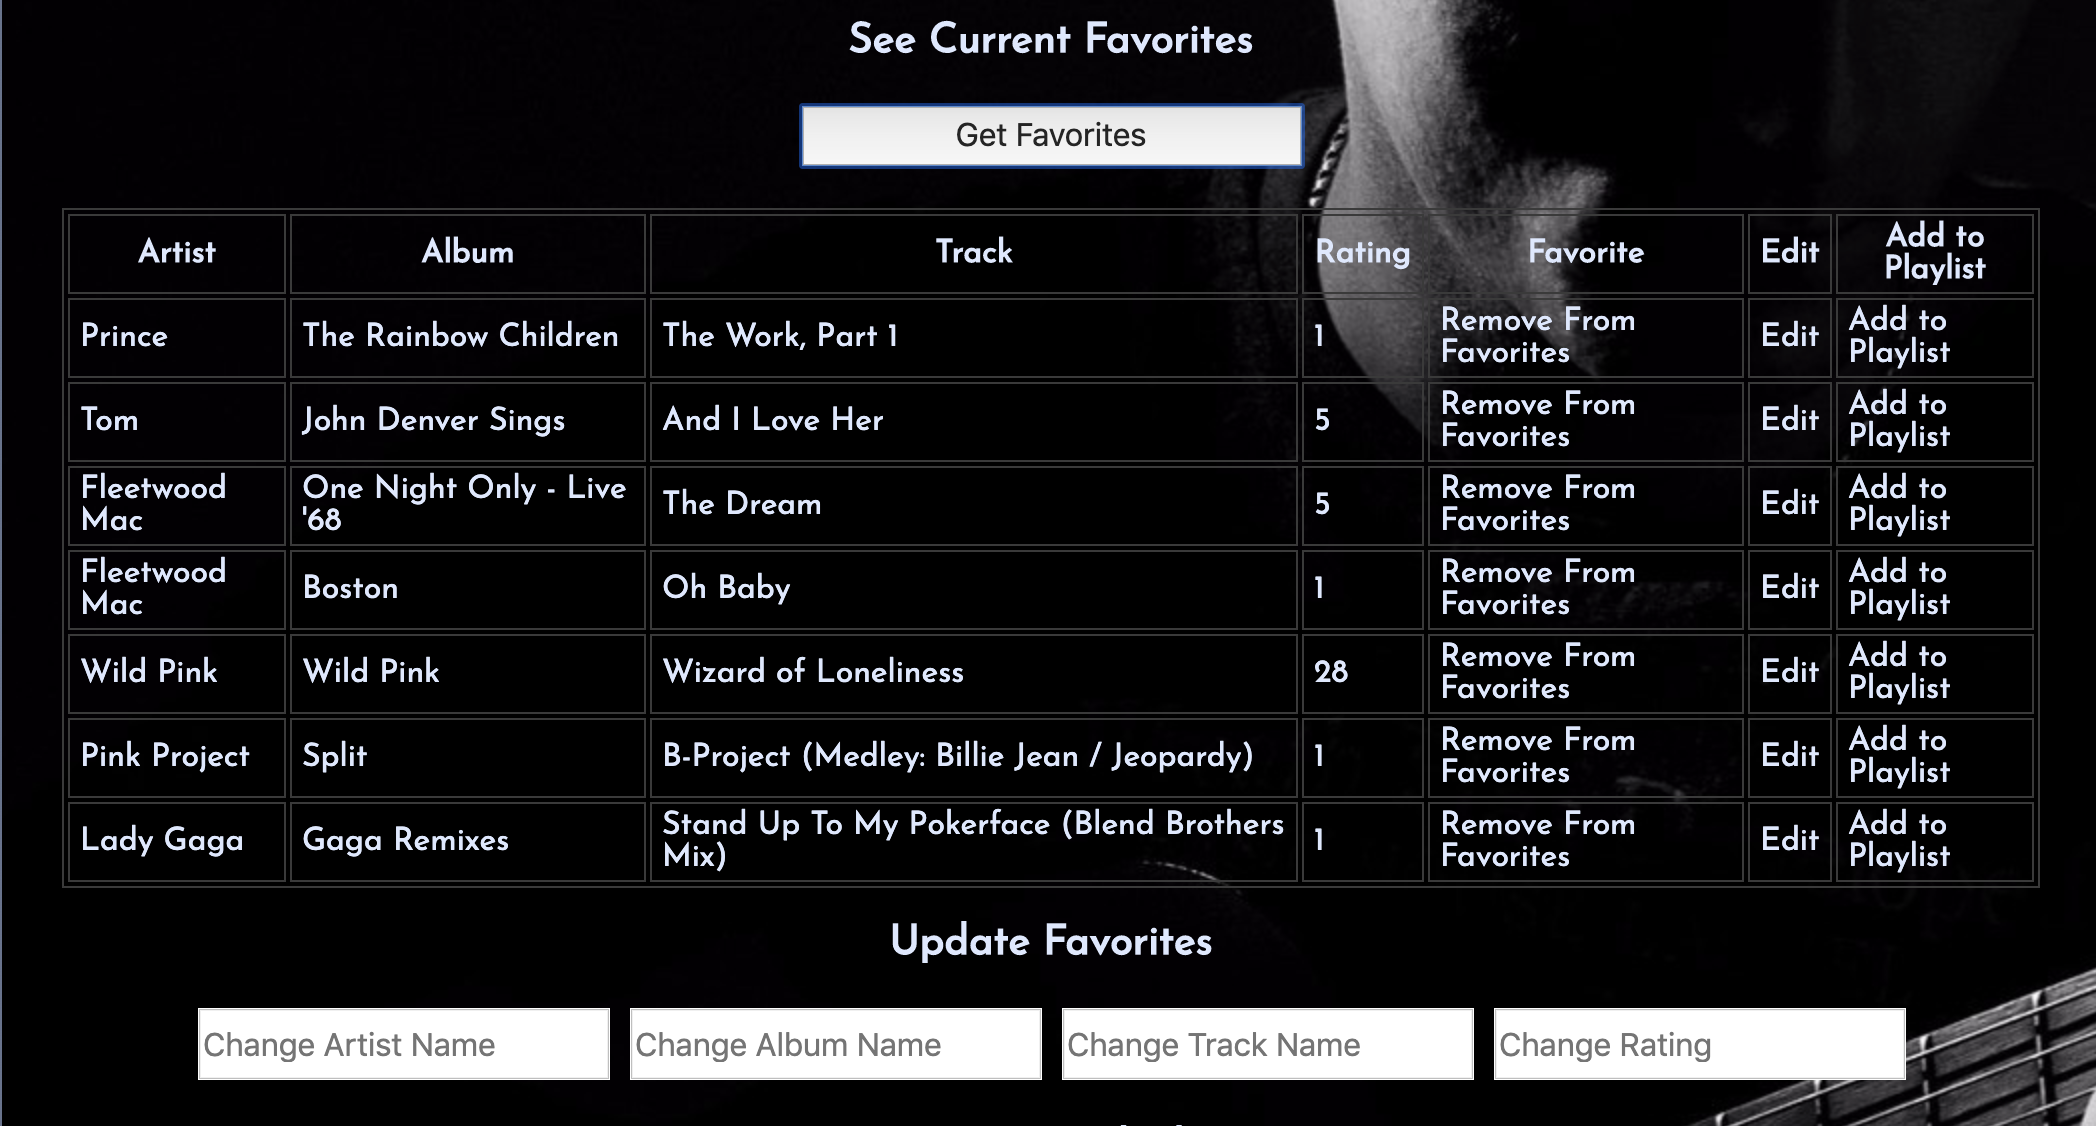 See Current Favorites
Get Favorites
Artist Album Track Rating Favorite Edit Add to Playlist
Prince The Rainbow Children The Work, Part 1 1 Remove From Favorites Edit Add to Playlist
Tom John Denver Sings And I Love Her 5 Remove From Favorites Edit Add to Playlist
Fleetwood Mac One Night Only - Live '68 The Dream 5 Remove From Favorites Edit Add to Playlist
Fleetwood Mac Boston Oh Baby 1 Remove From Favorites Edit Add to Playlist
Wild Pink Wild Pink Wizard of Loneliness 28 Remove From Favorites Edit Add to Playlist
Pink Project Split B-Project (Medley: Billie Jean / Jeopardy) 1 Remove From Favorites Edit Add to Playlist
Lady Gaga Gaga Remixes Stand Up To My Pokerface (Blend Brothers Mix) 1 Remove From Favorites Edit Add to Playlist
Update Favorites
Change Artist Name Change Album Name Change Track Name Change Rating